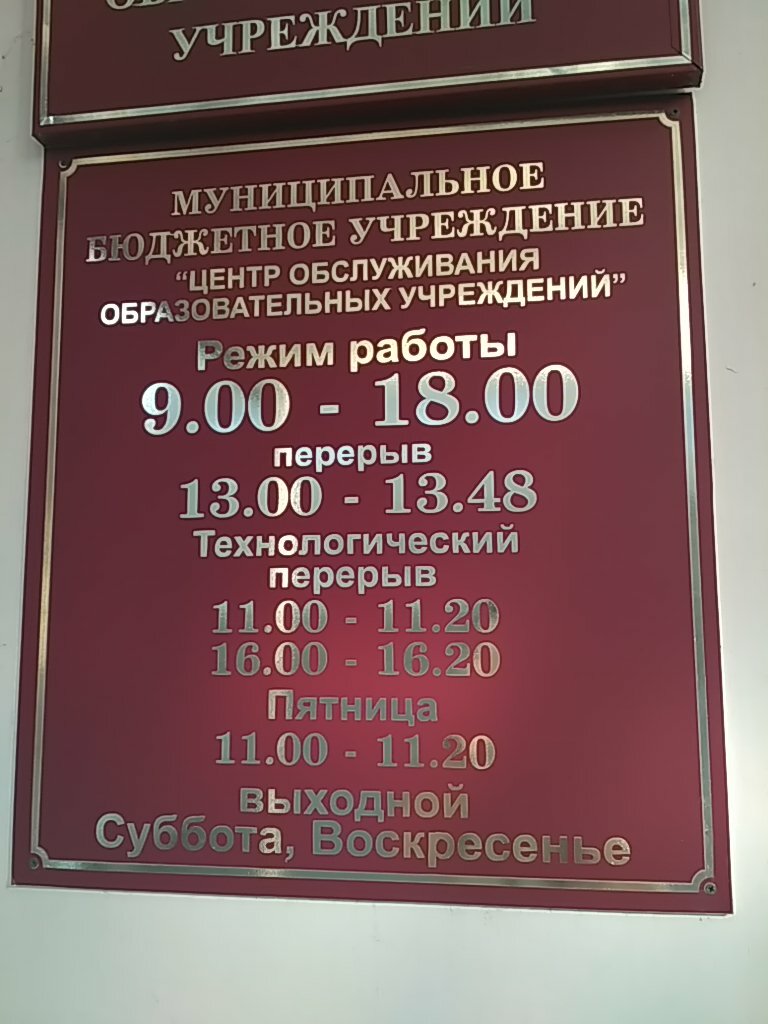 УЧРЕЖДЕНИЙ
МУНИЦИПАЛЬНОЕ
БЮДЖЕТНОЕ УЧРЕЖДЕНИЕ
“ЦЕНТР ОБСЛУЖИВАНИЯ
ОБРАЗОВАТЕЛЬНЫХ УЧРЕЖДЕНИЙ”
Режим работы
9.00 - 18.00
перерыв
13.00 - 13.48
Технологический
перерыв
11.00 - 11.20
16.00 - 16.20
Пятница
11.00 - 11.20
выходной
Суббота, Воскресенье